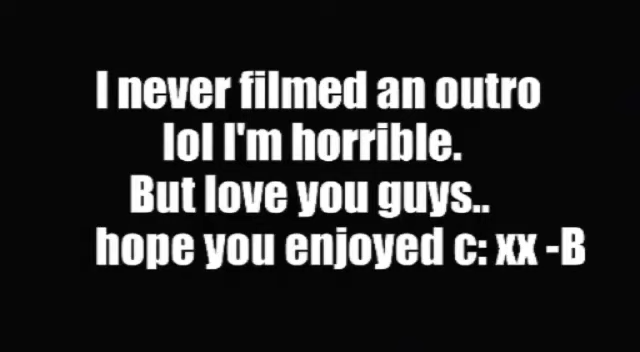 I never filmed an outro
lol I'm horrible.
But love you guys..
hope you enjoyed c: xx -B